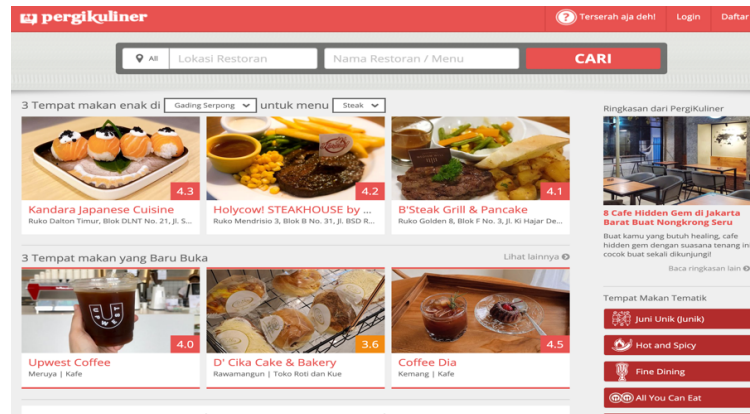 pergikuliner
? Terserah aja deh! Login Daftar
All Lokasi Restoran Nama Restoran / Menu CARI
3 Tempat makan enak di Gading Serpong untuk menu Steak
4.3
4.2
4.1
Kandara Japanese Cuisine
Ruko Dalton Timur, Blok DLNT No. 21, Jl. S...
Holycow! STEAKHOUSE by ...
Ruko Mendrisio 3, Blok B No. 31, Jl. BSD R...
B'Steak Grill & Pancake
Ruko Golden 8, Blok F No. 3, Jl. Ki Hajar De...
3 Tempat makan yang Baru Buka Lihat lainnya
4.0
3.6
4.5
Upwest Coffee
Meruya | Kafe
D' Cika Cake & Bakery
Rawamangun | Toko Roti dan Kue
Coffee Dia
Kemang | Kafe
Ringkasan dari PergiKuliner
8 Cafe Hidden Gem di Jakarta
Barat Buat Nongkrong Seru
Buat kamu yang butuh healing, cafe
hidden gem dengan suasana tenang ini
cocok buat sekali dikunjungi!
Baca ringkasan lain
Tempat Makan Tematik
Juni Unik (Junik)
Hot and Spicy
Fine Dining
All You Can Eat